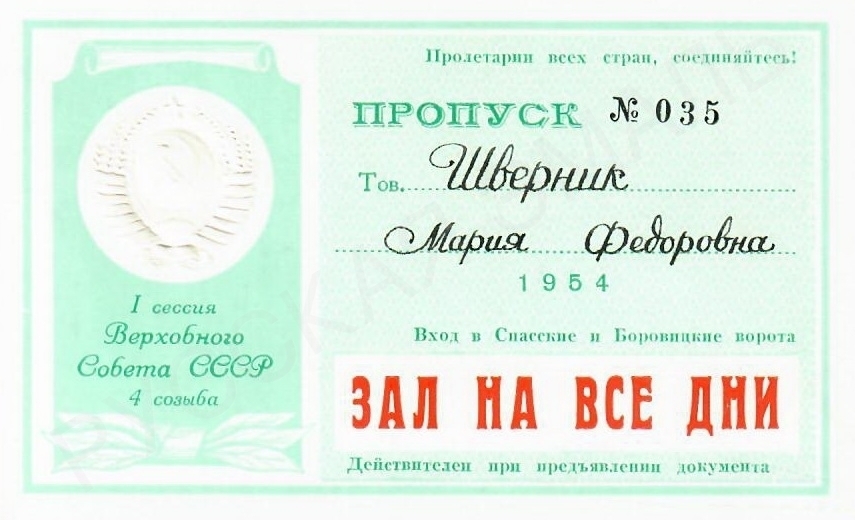 Пролетарии всех стран, соединяйтесь!
ПРОПУСК № 035
Тов. Шверник
Мария Федоровна
1954
Вход в Спасские и Боровицкие ворота
ЗАЛ НА ВСЕ ДНИ
Действителен при предъявлении документа
I сессия
Верховного
Совета СССР
4 созыва